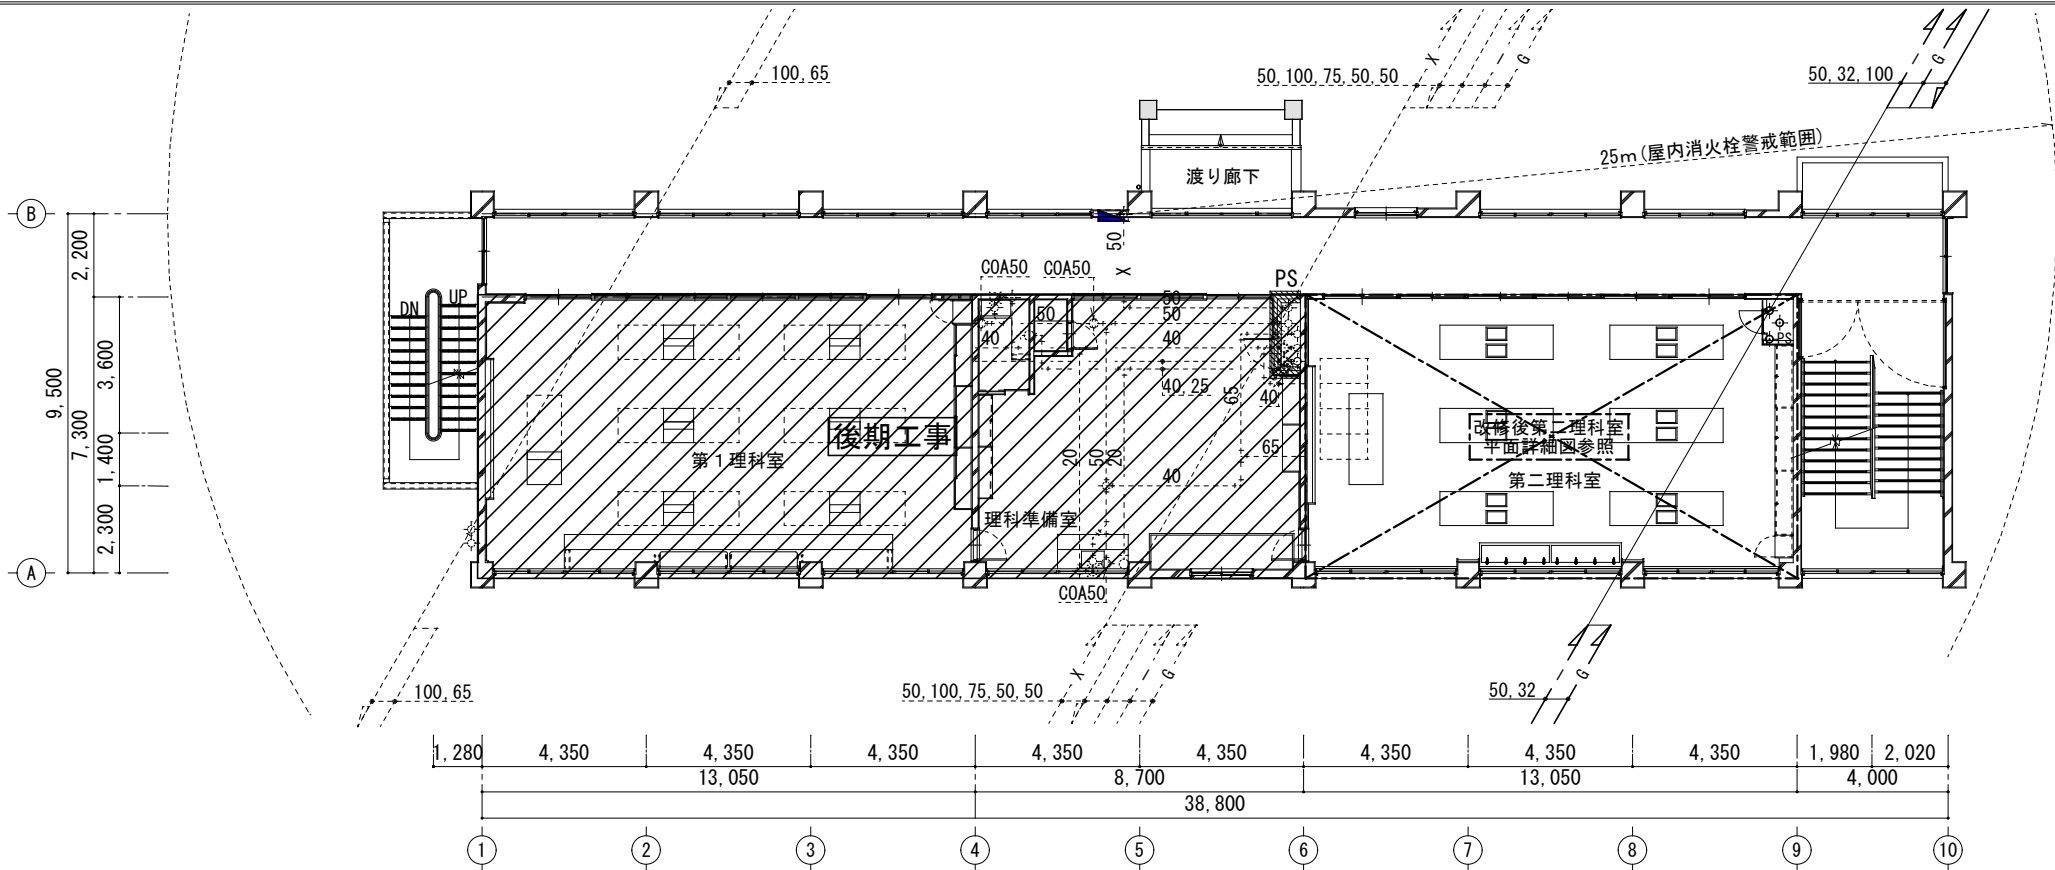 100,65
50,100,75,50,50
X
G
50,32,100
G
25m(屋内消火栓警戒範囲)
渡り廊下
B
2,200
50
X
COA50
COA50
PS
DN
UP
50
50
50
40
40
PS
3,600
9,500
7,300
40,25
65
40
後期工事
改修後第二理科室
平面詳細図参照
1,400
第1理科室
20
50
20
65
40
第二理科室
2,300
理科準備室
A
COA50
X
G
G
100,65
50,100,75,50,50
50,32
1,280
4,350
4,350
4,350
4,350
4,350
4,350
4,350
4,350
1,980
2,020
13,050
8,700
13,050
4,000
38,800
1
2
3
4
5
6
7
8
9
10